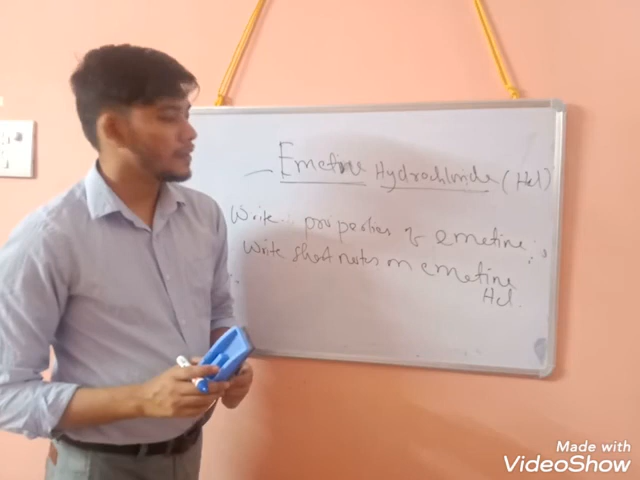 Emetine Hydrochloride (Hcl)
Write properties of emetine :
Write short notes on emetine
Hcl.
Made with
VideoShow